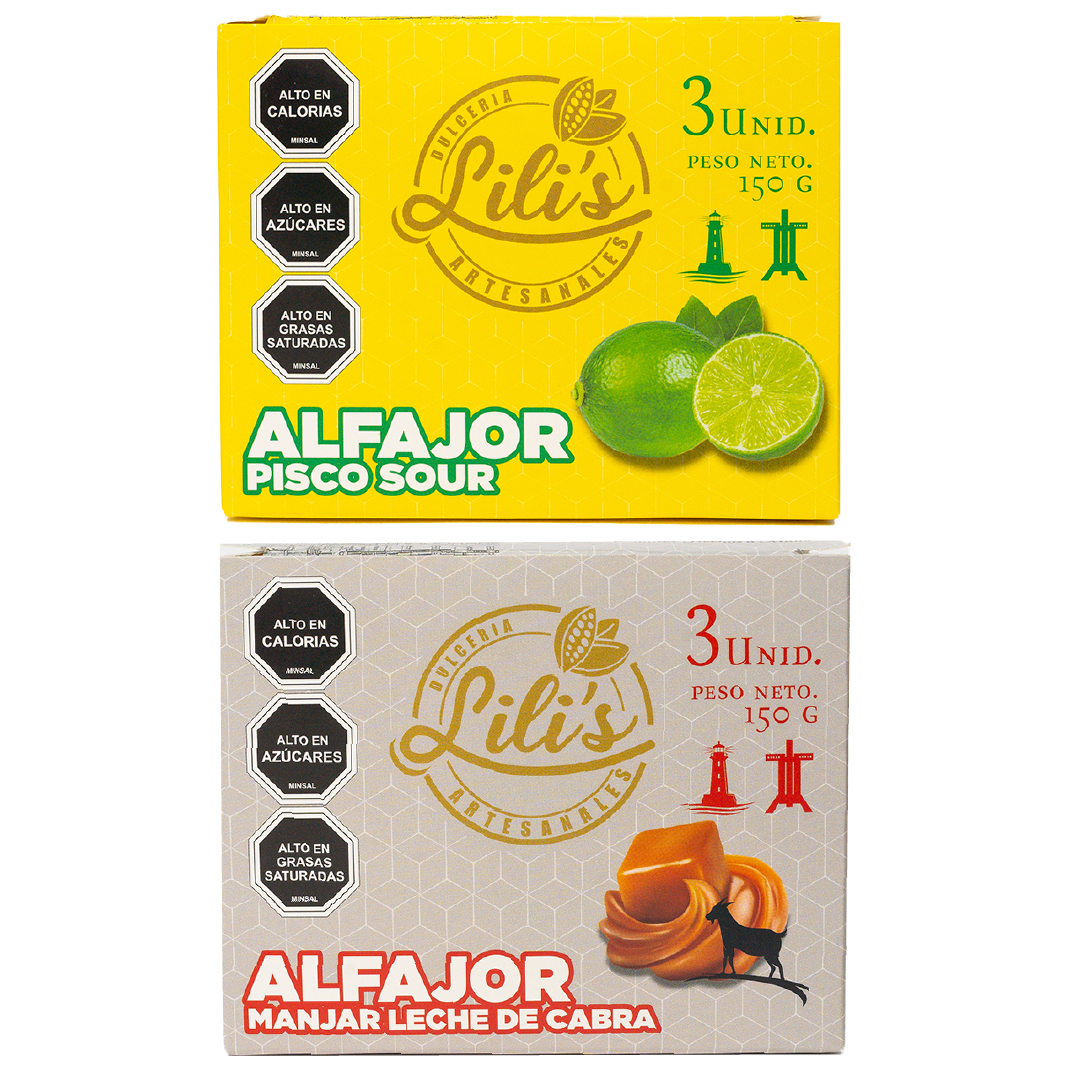 ALTO EN
CALORIAS
MINSAL
ALTO EN
AZÚCARES
MINSAL
ALTO EN
GRASAS
SATURADAS
MINSAL
DULCERIA
Lili's
ARTESANALES
3 UNID.
PESO NETO.
150 G
ALFAJOR
PISCO SOUR
ALTO EN
CALORIAS
MINSAL
ALTO EN
AZÚCARES
MINSAL
ALTO EN
GRASAS
SATURADAS
MINSAL
DULCERIA
Lili's
ARTESANALES
3 UNID.
PESO NETO.
150 G
ALFAJOR
MANJAR LECHE DE CABRA